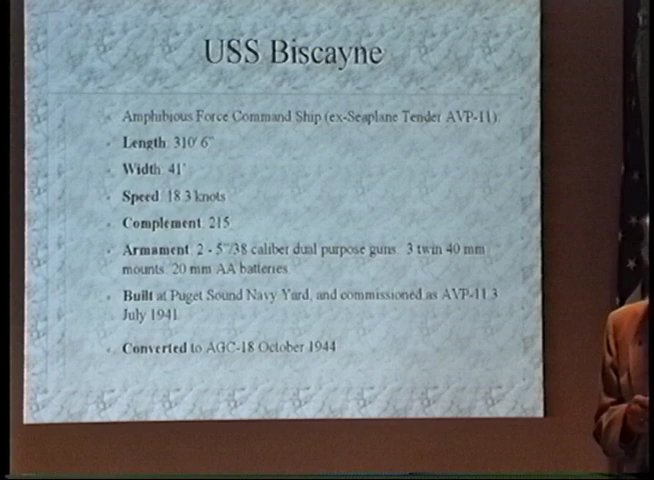 USS Biscayne
Amphibious Force Command Ship (ex-Seaplane Tender AVP-11):
Length: 310' 6"
Width: 41'
Speed: 18.3 knots
Complement: 215
Armament: 2 - 5"/38 caliber dual purpose guns. 3 twin 40 mm
mounts. 20 mm AA batteries
Built at Puget Sound Navy Yard, and commissioned as AVP-11 3
July 1941
Converted to AGC-18 October 1944